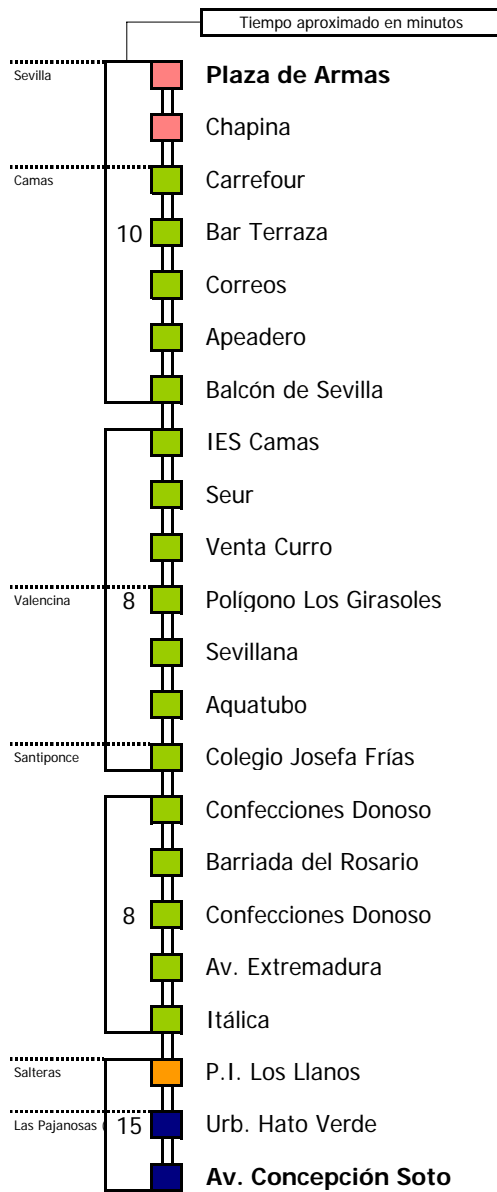 Tiempo aproximado en minutos
Sevilla
Plaza de Armas
Chapina
Camas
Carrefour
10
Bar Terraza
Correos
Apeadero
Balcón de Sevilla
IES Camas
Seur
Venta Curro
Valencina
8
Polígono Los Girasoles
Sevillana
Aquatubo
Santiponce
Colegio Josefa Frías
Confecciones Donoso
Barriada del Rosario
8
Confecciones Donoso
Av. Extremadura
Itálica
Salteras
P.I. Los Llanos
Las Pajanosas (
15
Urb. Hato Verde
Av. Concepción Soto